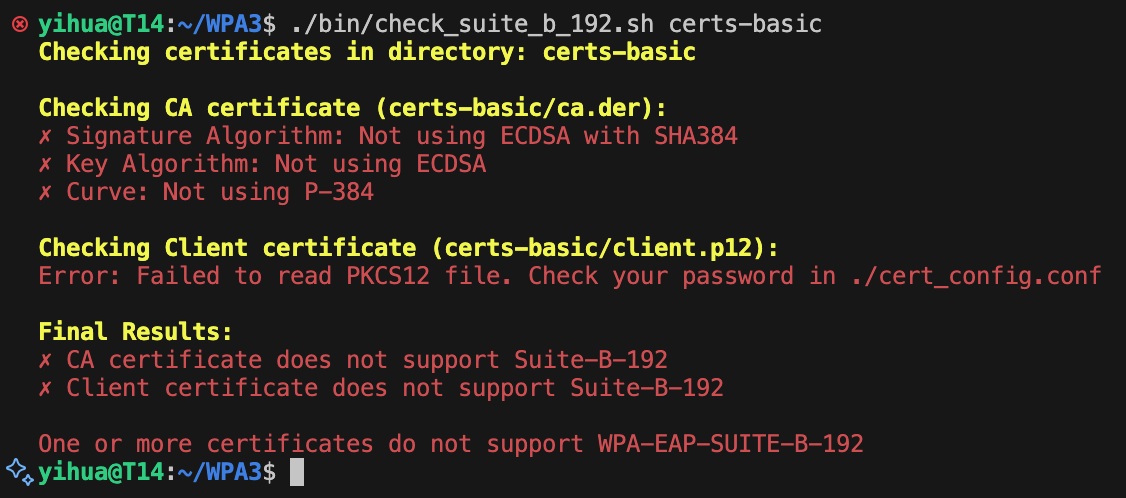 yihua@T14:~/WPA3$ ./bin/check_suite_b_192.sh certs-basic
Checking certificates in directory: certs-basic
Checking CA certificate (certs-basic/ca.der):
✗ Signature Algorithm: Not using ECDSA with SHA384
✗ Key Algorithm: Not using ECDSA
✗ Curve: Not using P-384
Checking Client certificate (certs-basic/client.p12):
Error: Failed to read PKCS12 file. Check your password in ./cert_config.conf
Final Results:
✗ CA certificate does not support Suite-B-192
✗ Client certificate does not support Suite-B-192
One or more certificates do not support WPA-EAP-SUITE-B-192
yihua@T14:~/WPA3$